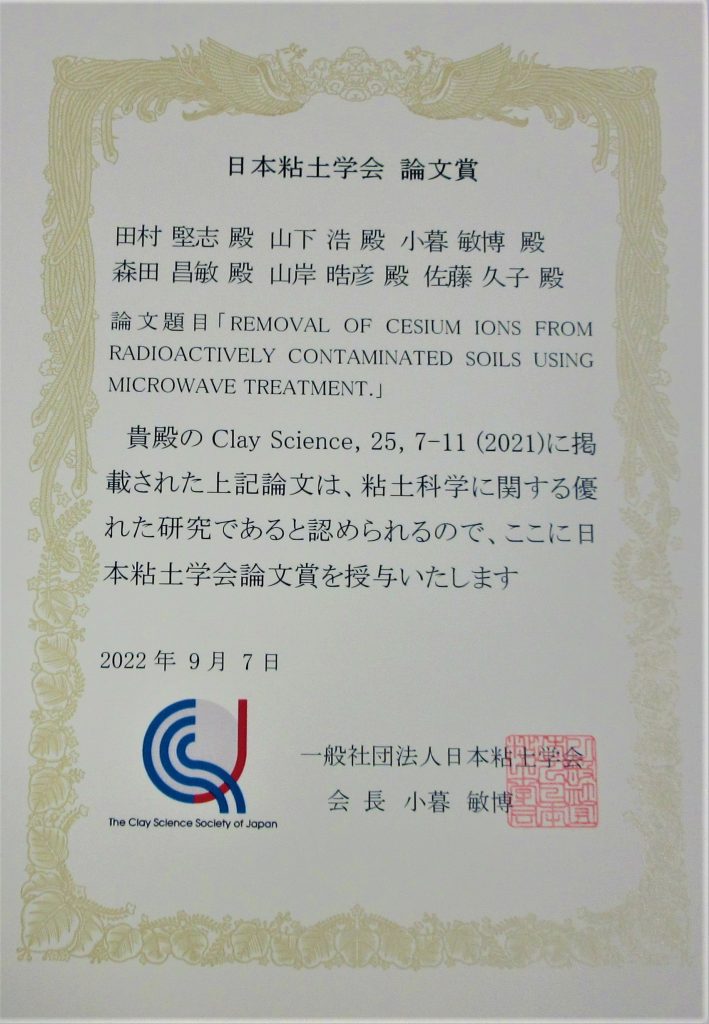 日本粘土学会 論文賞
田村 堅志 殿 山下 浩 殿 小暮 敏博 殿
森田 昌敏 殿 山岸 晧彦 殿 佐藤 久子 殿
論文題目「REMOVAL OF CESIUM IONS FROM
RADIOACTIVELY CONTAMINATED SOILS USING
MICROWAVE TREATMENT.」
貴殿の Clay Science, 25, 7-11 (2021)に掲
載された上記論文は、粘土科学に関する優
れた研究であると認められるので、ここに日
本粘土学会論文賞を授与いたします
2022 年 9 月 7 日
The Clay Science Society of Japan
一般社団法人日本粘土学会
会 長 小暮 敏博